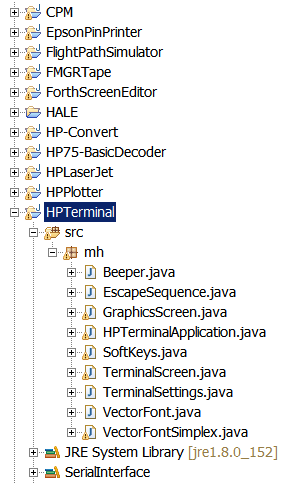 CPM
EpsonPinPrinter
FlightPathSimulator
FMGRTape
ForthScreenEditor
HALE
HP-Convert
HP75-BasicDecoder
HPLaserJet
HPPlotter
HPTerminal
src
mh
Beeper.java
EscapeSequence.java
GraphicsScreen.java
HPTerminalApplication.java
SoftKeys.java
TerminalScreen.java
TerminalSettings.java
VectorFont.java
VectorFontSimplex.java
JRE System Library [jre1.8.0_152]
SerialInterface